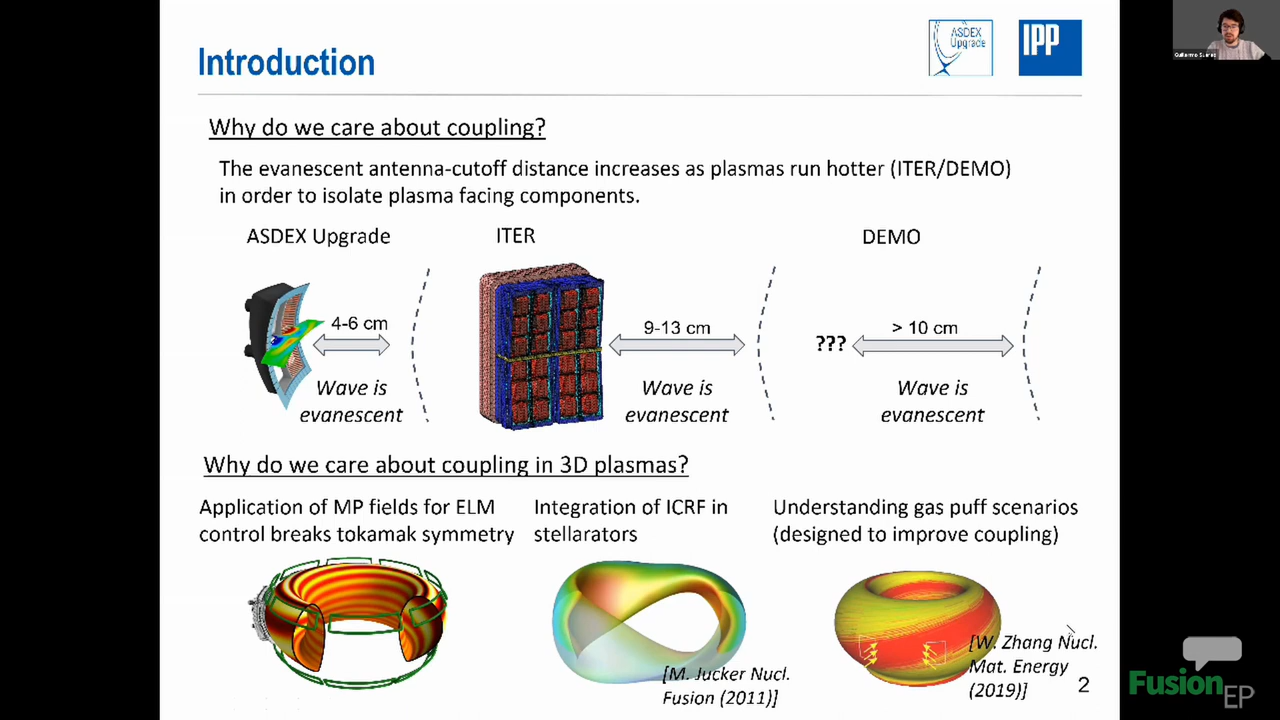 Introduction
ASDEX
Upgrade
IPP
Guillermo Suárez
Why do we care about coupling?
The evanescent antenna-cutoff distance increases as plasmas run hotter (ITER/DEMO)
in order to isolate plasma facing components.
ASDEX Upgrade
ITER
DEMO
4-6 cm
9-13 cm
???
> 10 cm
Wave is
evanescent
Wave is
evanescent
Wave is
evanescent
Why do we care about coupling in 3D plasmas?
Application of MP fields for ELM
control breaks tokamak symmetry
Integration of ICRF in
stellarators
Understanding gas puff scenarios
(designed to improve coupling)
[M. Jucker Nucl.
Fusion (2011)]
[W. Zhang Nucl.
Mat. Energy
(2019)]
2
Fusion
EP